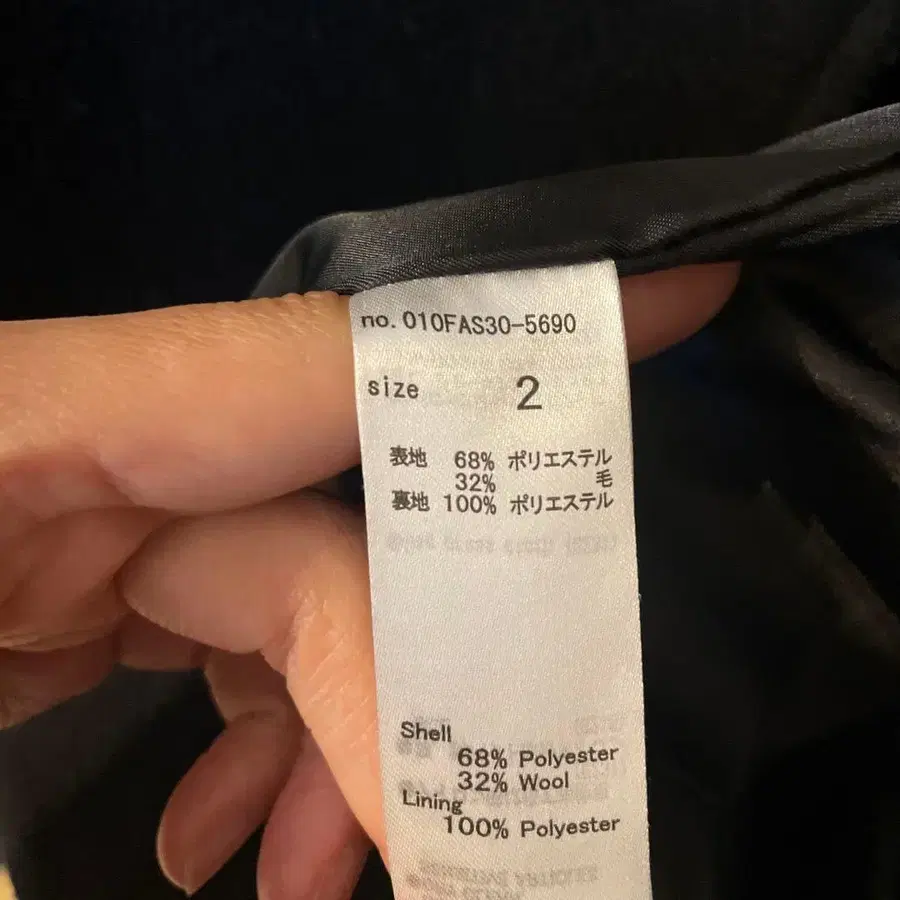 no. 010FAS30-5690
size 2
表地 68% ポリエステル
32% 毛
裏地 100% ポリエステル
Shell
68% Polyester
32% Wool
Lining
100% Polyester